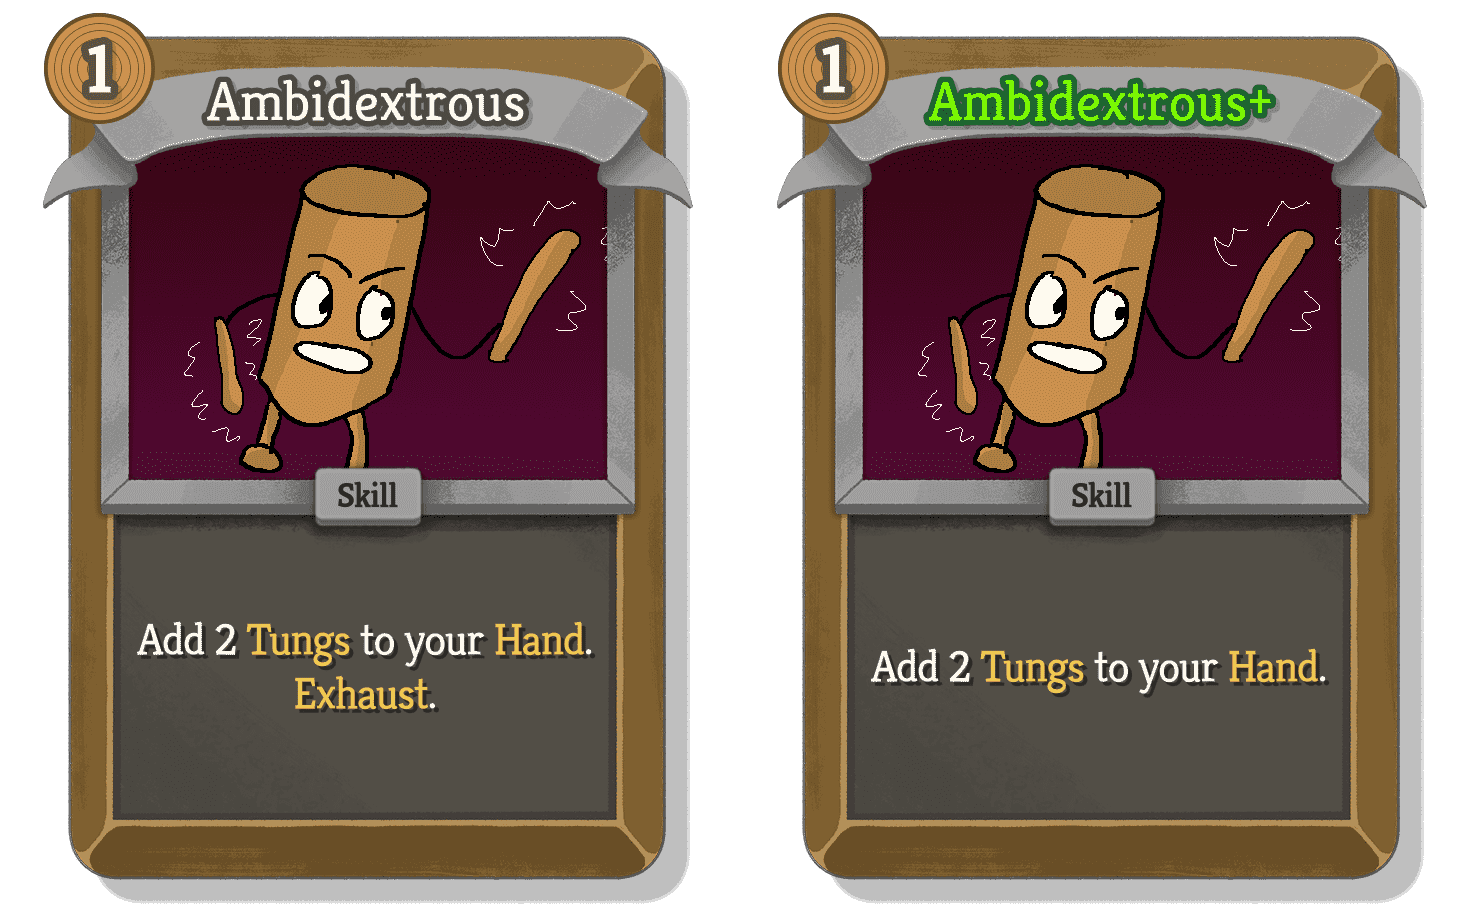 1
Ambidextrous
Skill
Add 2 Tungs to your Hand.
Exhaust.
1
Ambidextrous+
Skill
Add 2 Tungs to your Hand.